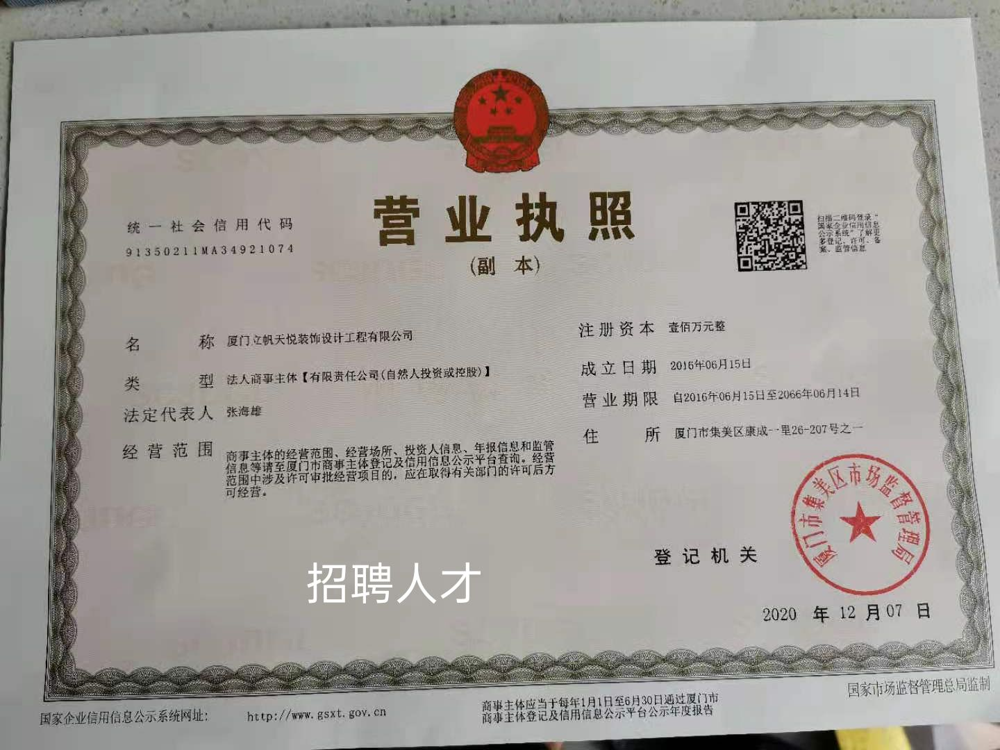 营业执照
(副 本)
统一社会信用代码
91350211MA34921074
扫描二维码登录“
国家企业信用信息
公示系统”了解更
多登记、许可、备
案、监管信息
名 称 厦门立帆天悦装饰设计工程有限公司
类 型 法人商事主体【有限责任公司(自然人投资或控股)】
法定代表人 张海雄
经营范围 商事主体的经营范围、经营场所、投资人信息、年报信息和监管
信息等请至厦门市商事主体登记及信用信息公示平台查询。经营
范围中涉及许可审批经营项目的，应在取得有关部门的许可后方
可经营。
注册资本 壹佰万元整
成立日期 2016年06月15日
营业期限 自2016年06月15日至2066年06月14日
住 所 厦门市集美区康成一里26-207号之一
招聘人才
登记机关
厦门市集美区市场监督管理局
2020 年 12 月 07 日
国家企业信用信息公示系统网址： http://www.gsxt.gov.cn
商事主体应当于每年1月1日至6月30日通过厦门市
商事主体登记及信用信息公示平台公示年度报告
国家市场监督管理总局监制